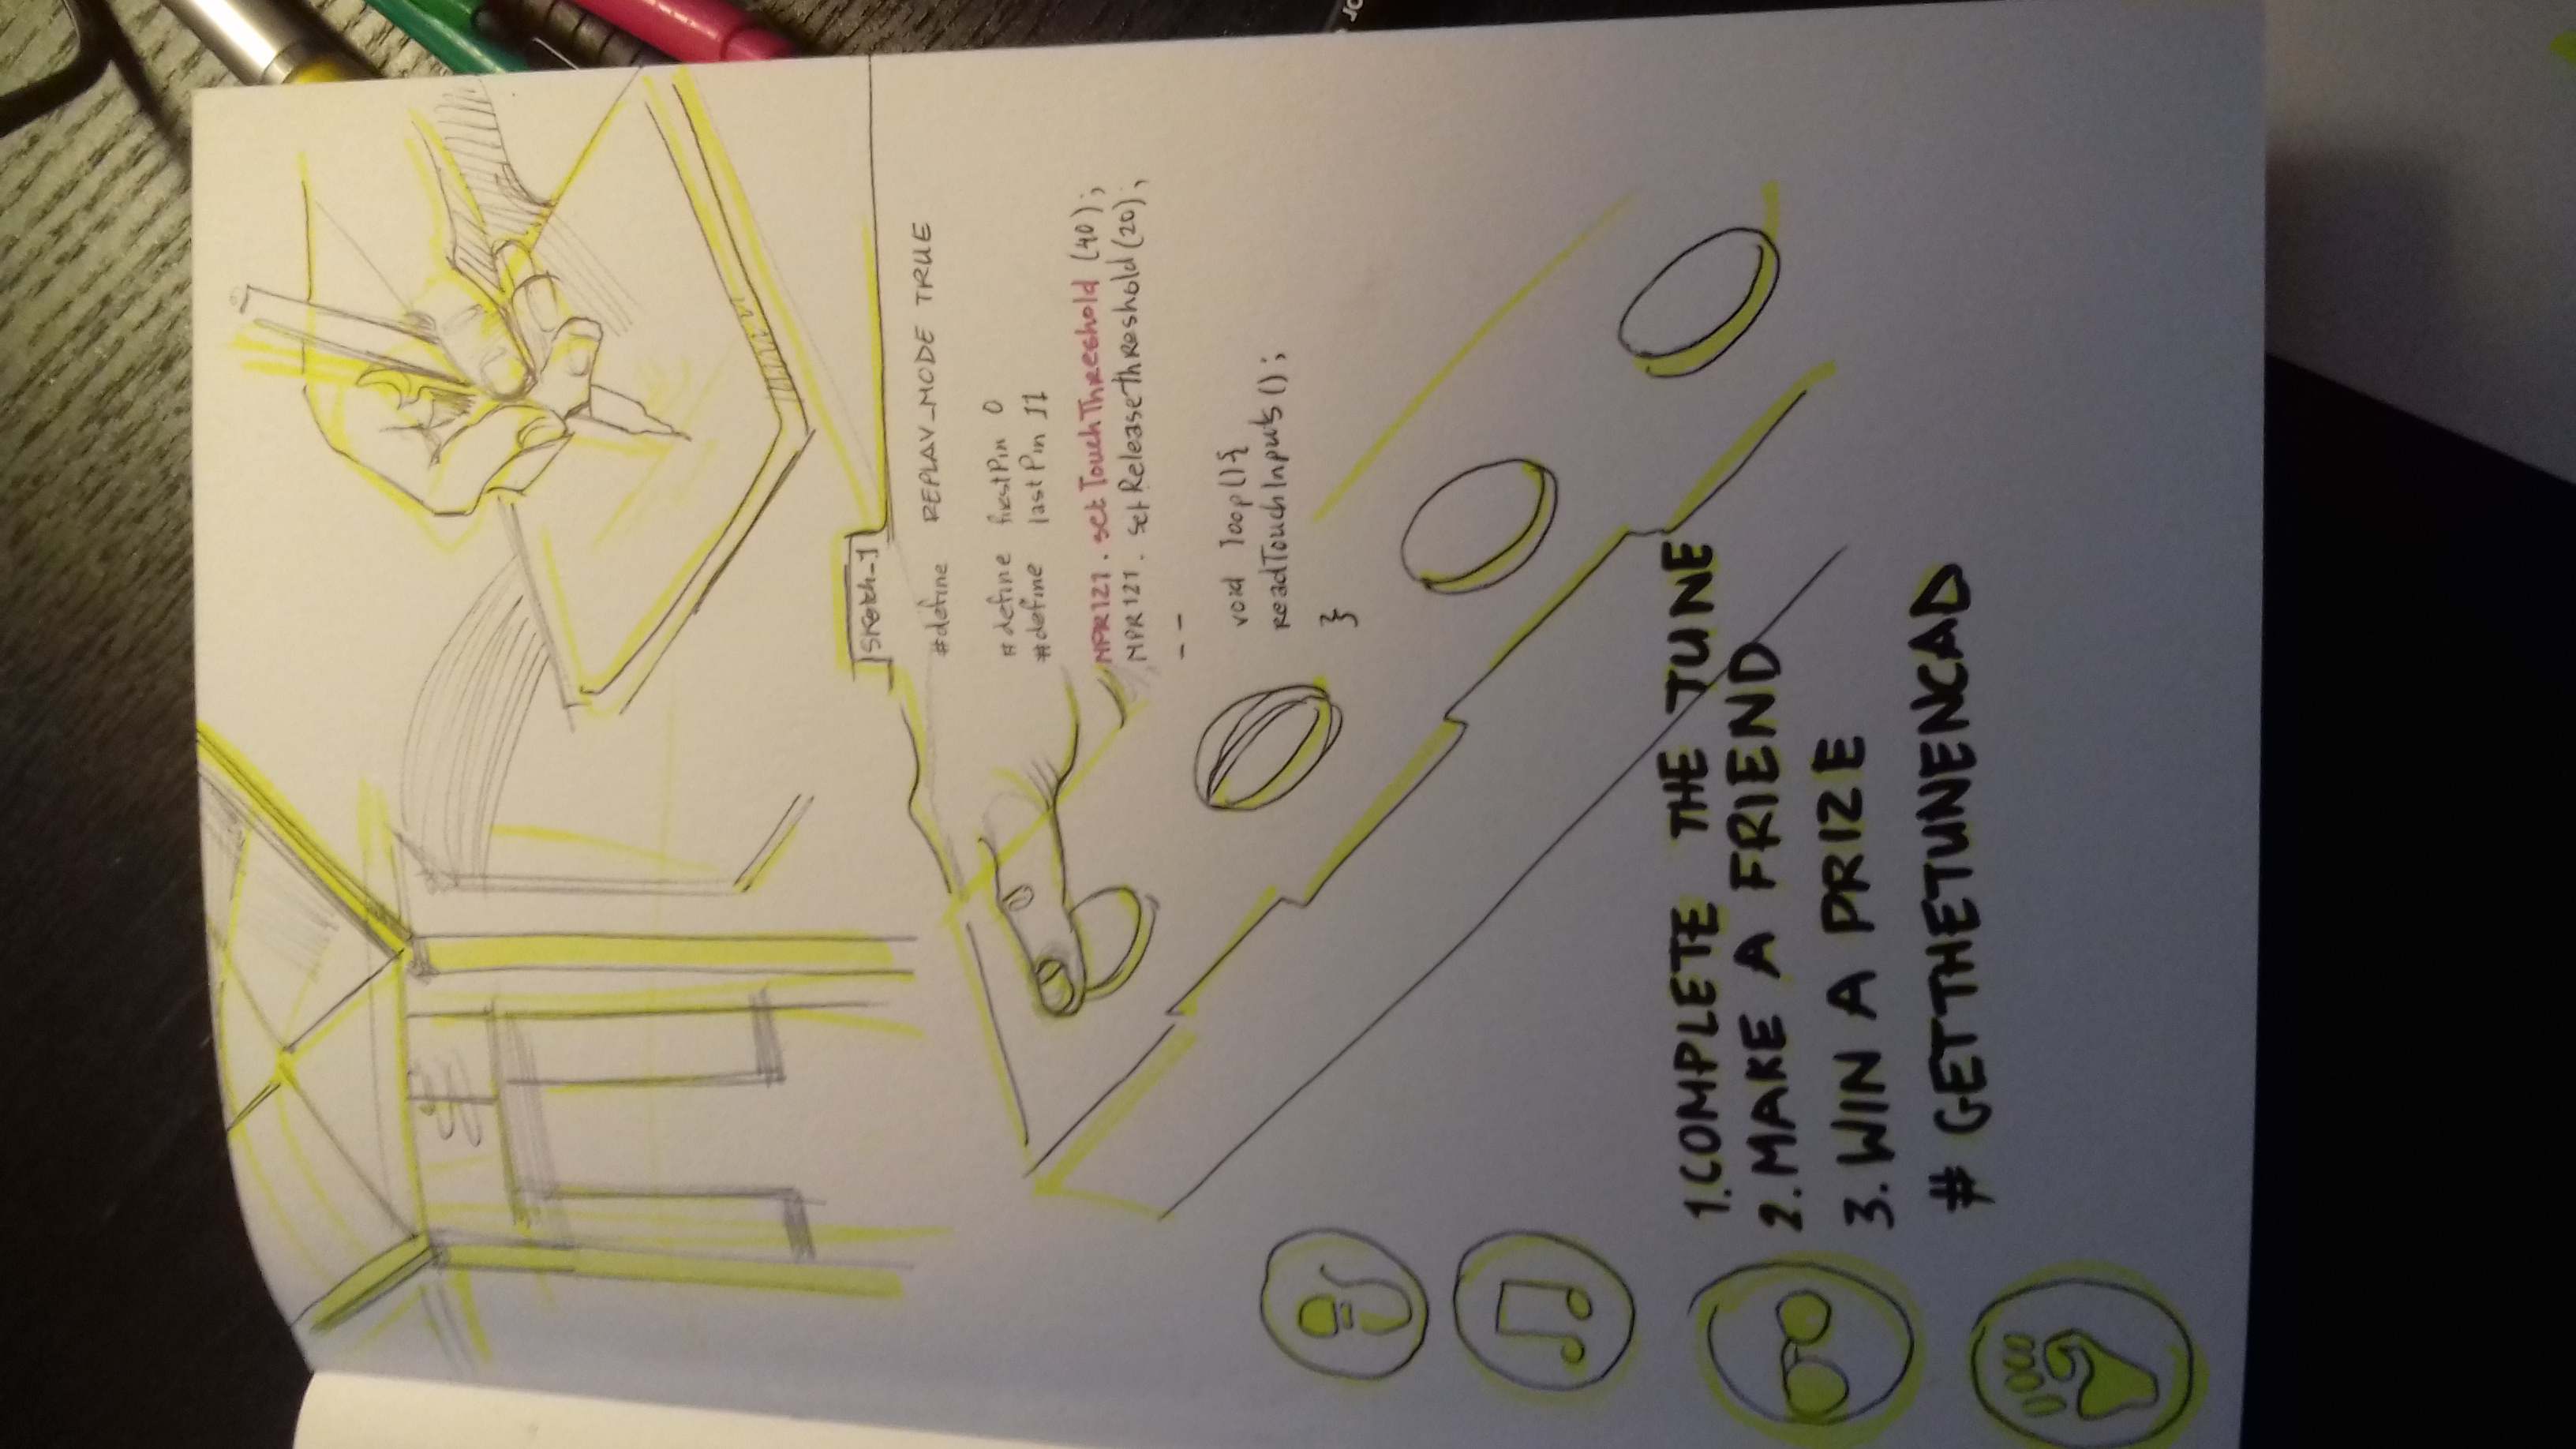 Sketch_1
#define REPLAY_MODE TRUE
#define firstPin 0
#define lastPin 11
MPR121. setTouchThreshold (40);
MPR121. setReleaseThreshold (20);
--
void loop(){
readTouchInputs();
}
1. COMPLETE THE TUNE
2. MAKE A FRIEND
3. WIN A PRIZE
# GETTHETUNENCAD